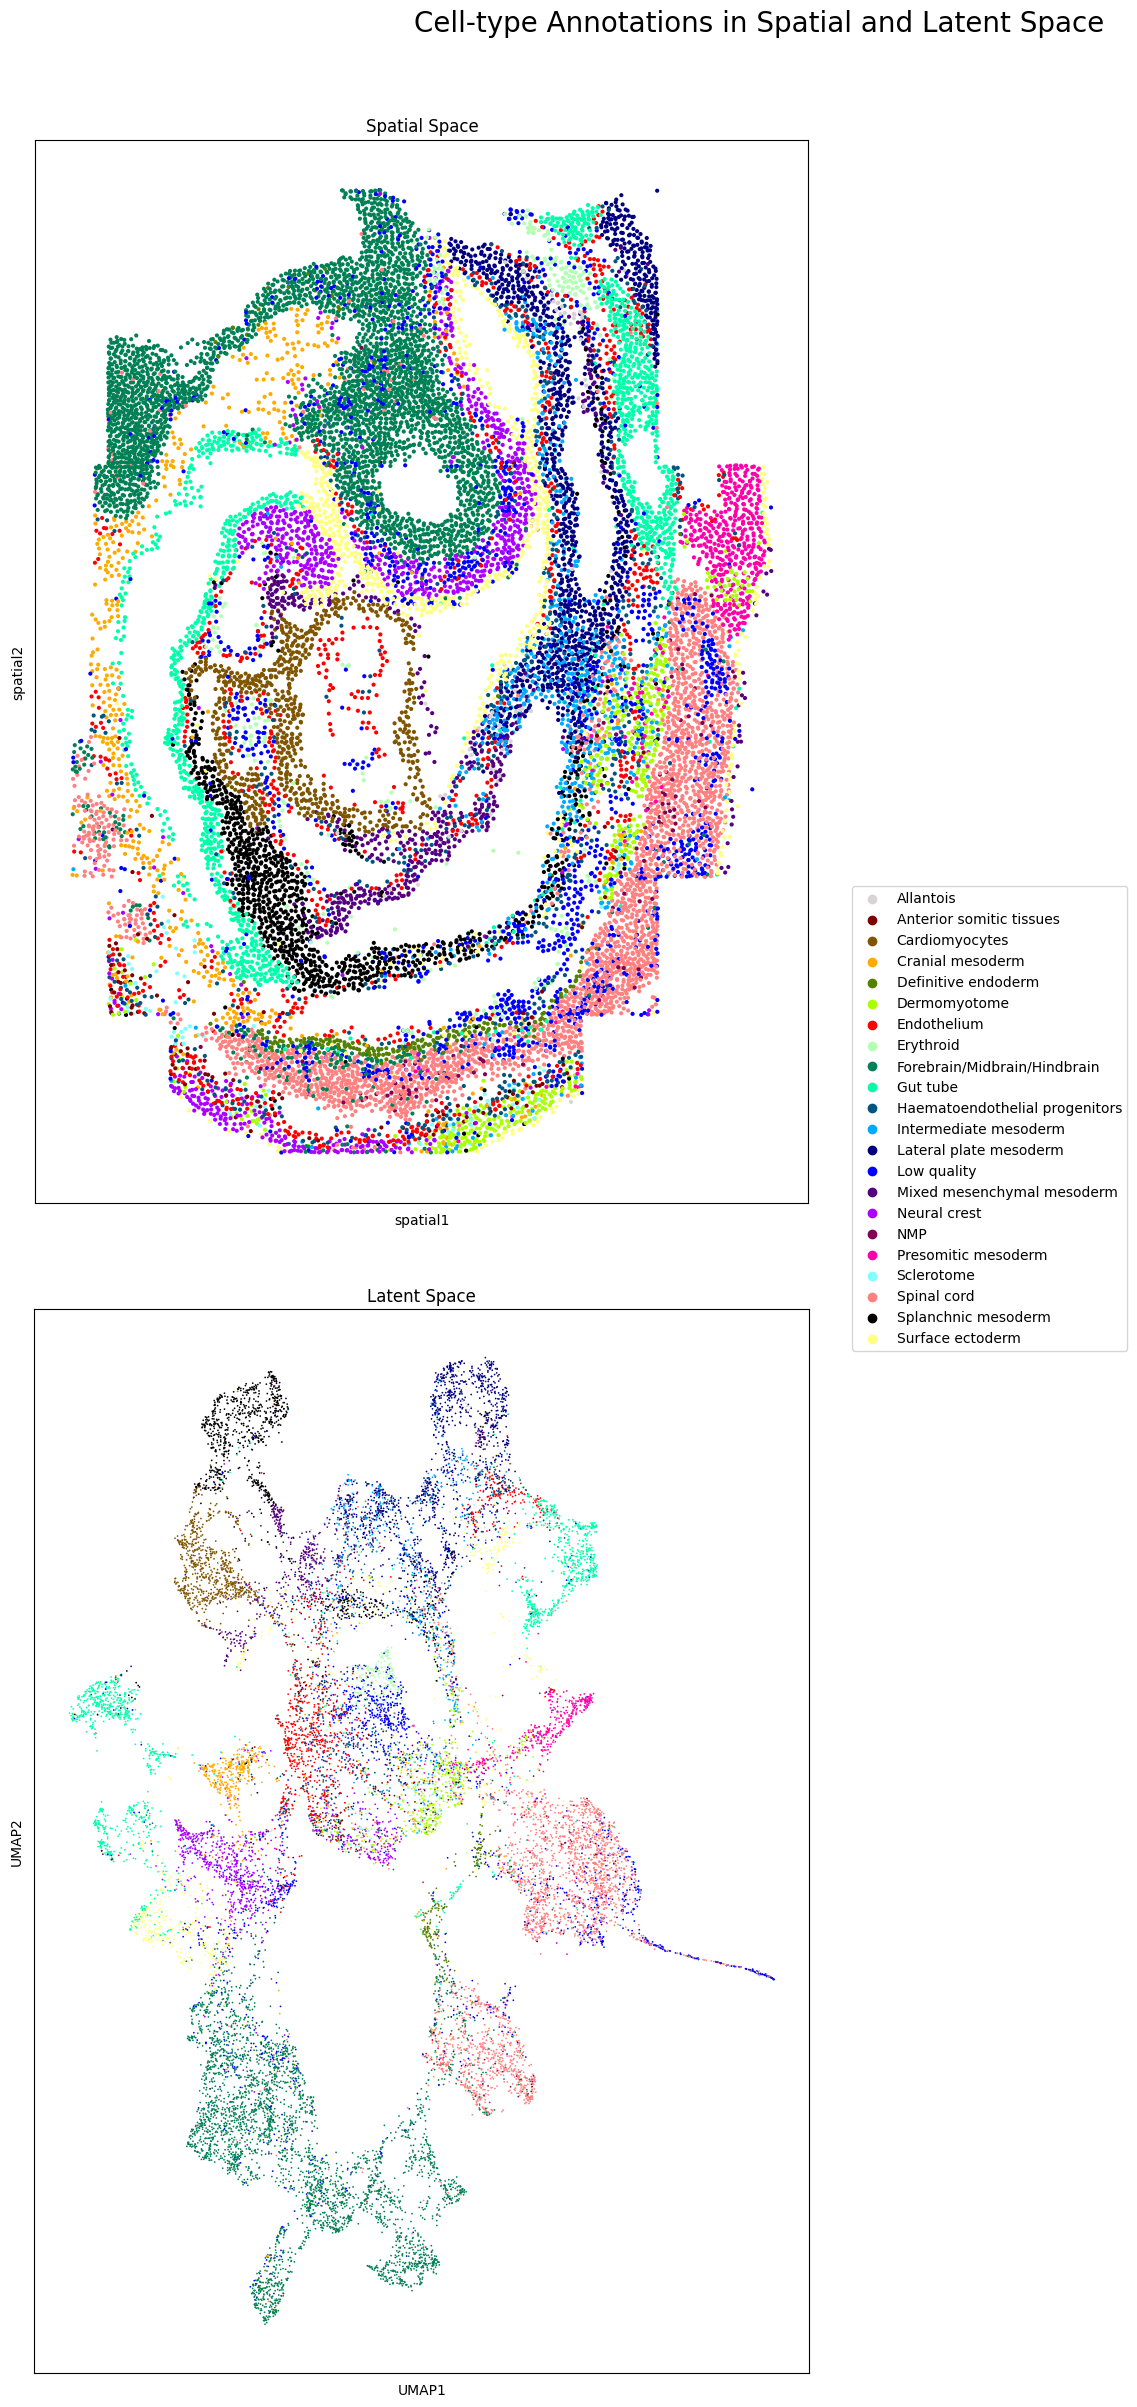 Cell-type Annotations in Spatial and Latent Space
Spatial Space
spatial2
spatial1
Allantois
Anterior somitic tissues
Cardiomyocytes
Cranial mesoderm
Definitive endoderm
Dermomyotome
Endothelium
Erythroid
Forebrain/Midbrain/Hindbrain
Gut tube
Haematoendothelial progenitors
Intermediate mesoderm
Lateral plate mesoderm
Low quality
Mixed mesenchymal mesoderm
Neural crest
NMP
Presomitic mesoderm
Sclerotome
Spinal cord
Splanchnic mesoderm
Surface ectoderm
Latent Space
UMAP2
UMAP1